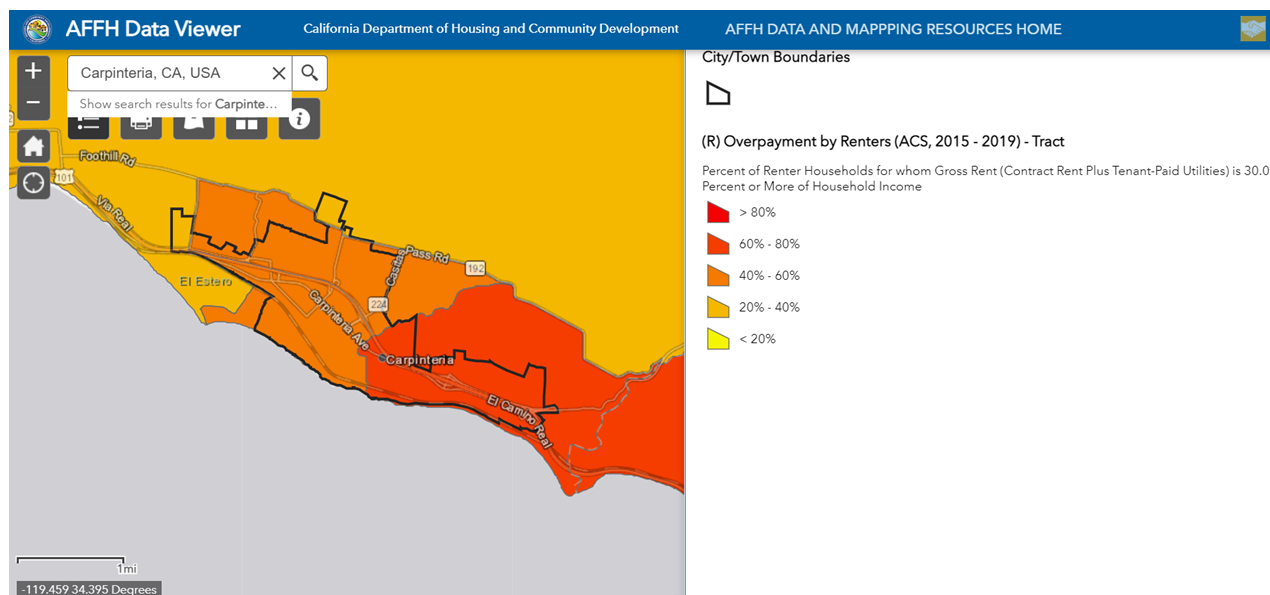 AFFH Data Viewer
California Department of Housing and Community Development
AFFH DATA AND MAPPPING RESOURCES HOME
Carpinteria, CA, USA
Show search results for Carpinte…
Foothill Rd
101
Via Real
El Estero
Casitas Pass Rd
192
224
Carpinteria Ave
Carpinteria
El Camino Real
1mi
-119.459 34.395 Degrees
City/Town Boundaries
(R) Overpayment by Renters (ACS, 2015 - 2019) - Tract
Percent of Renter Households for whom Gross Rent (Contract Rent Plus Tenant-Paid Utilities) is 30.0
Percent or More of Household Income
> 80%
60% - 80%
40% - 60%
20% - 40%
< 20%